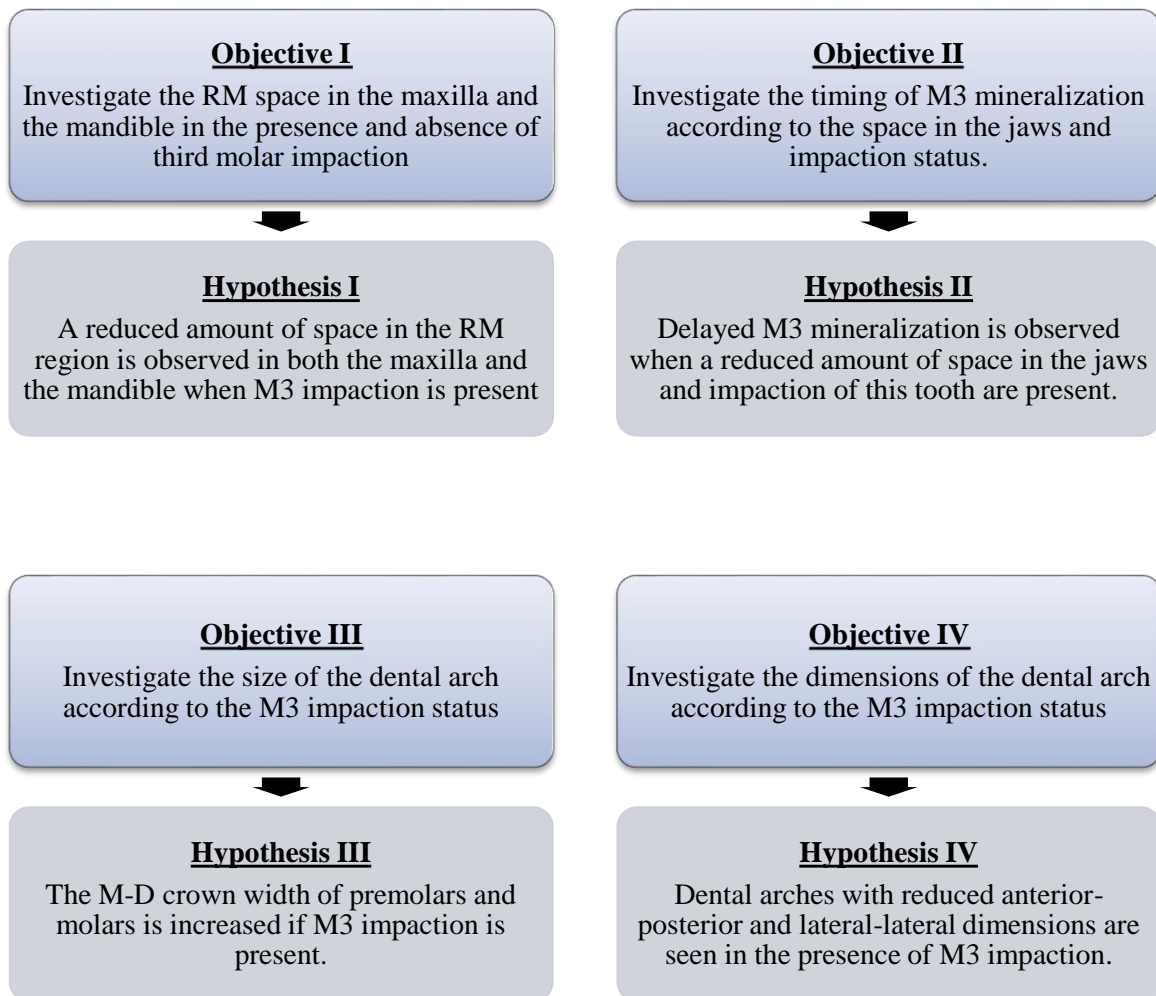 Objective I
Investigate the RM space in the maxilla and
the mandible in the presence and absence of
third molar impaction
Hypothesis I
A reduced amount of space in the RM
region is observed in both the maxilla and
the mandible when M3 impaction is present
Objective II
Investigate the timing of M3 mineralization
according to the space in the jaws and
impaction status.
Hypothesis II
Delayed M3 mineralization is observed
when a reduced amount of space in the jaws
and impaction of this tooth are present.
Objective III
Investigate the size of the dental arch
according to the M3 impaction status
Hypothesis III
The M-D crown width of premolars and
molars is increased if M3 impaction is
present.
Objective IV
Investigate the dimensions of the dental arch
according to the M3 impaction status
Hypothesis IV
Dental arches with reduced anterior-
posterior and lateral-lateral dimensions are
seen in the presence of M3 impaction.